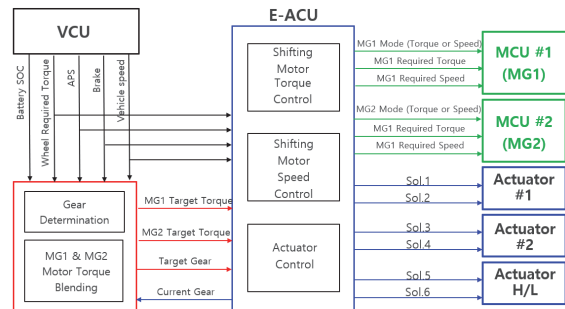 E-ACU
VCU
Battery SOC
Wheel Required Torque
APS
Brake
Vehicle speed
Shifting
Motor
Torque
Control
Shifting
Motor
Speed
Control
Actuator
Control
MG1 Mode (Torque or Speed)
MG1 Required Torque
MG1 Required Speed
MCU #1
(MG1)
MG2 Mode (Torque or Speed)
MG1 Required Torque
MG1 Required Speed
MCU #2
(MG2)
Sol.1
Sol.2
Actuator
#1
Sol.3
Sol.4
Actuator
#2
Sol.5
Sol.6
Actuator
H/L
Gear
Determination
MG1 & MG2
Motor Torque
Blending
MG1 Target Torque
MG2 Target Torque
Target Gear
Current Gear